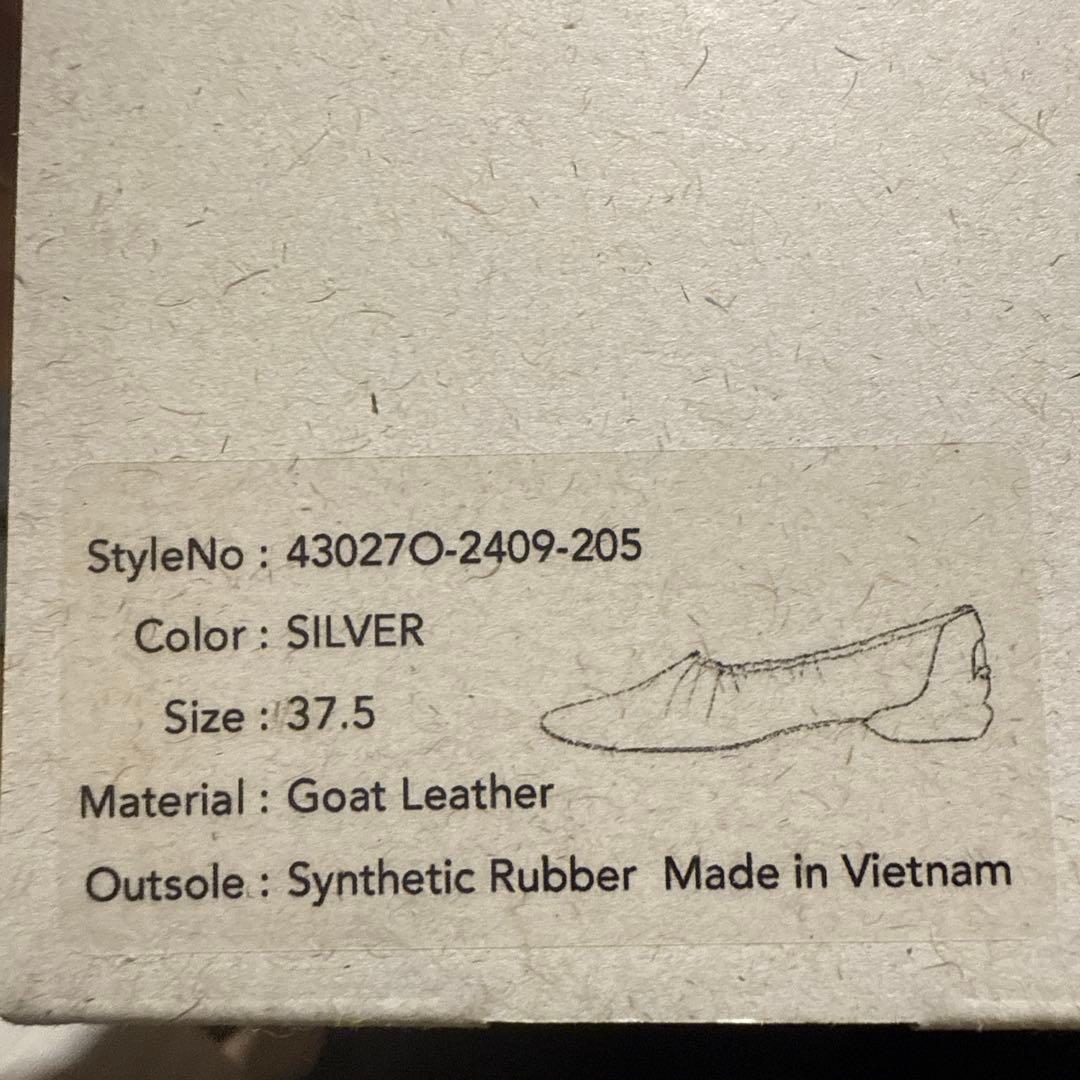 StyleNo : 43027O-2409-205
Color : SILVER
Size : 37.5
Material : Goat Leather
Outsole : Synthetic Rubber Made in Vietnam